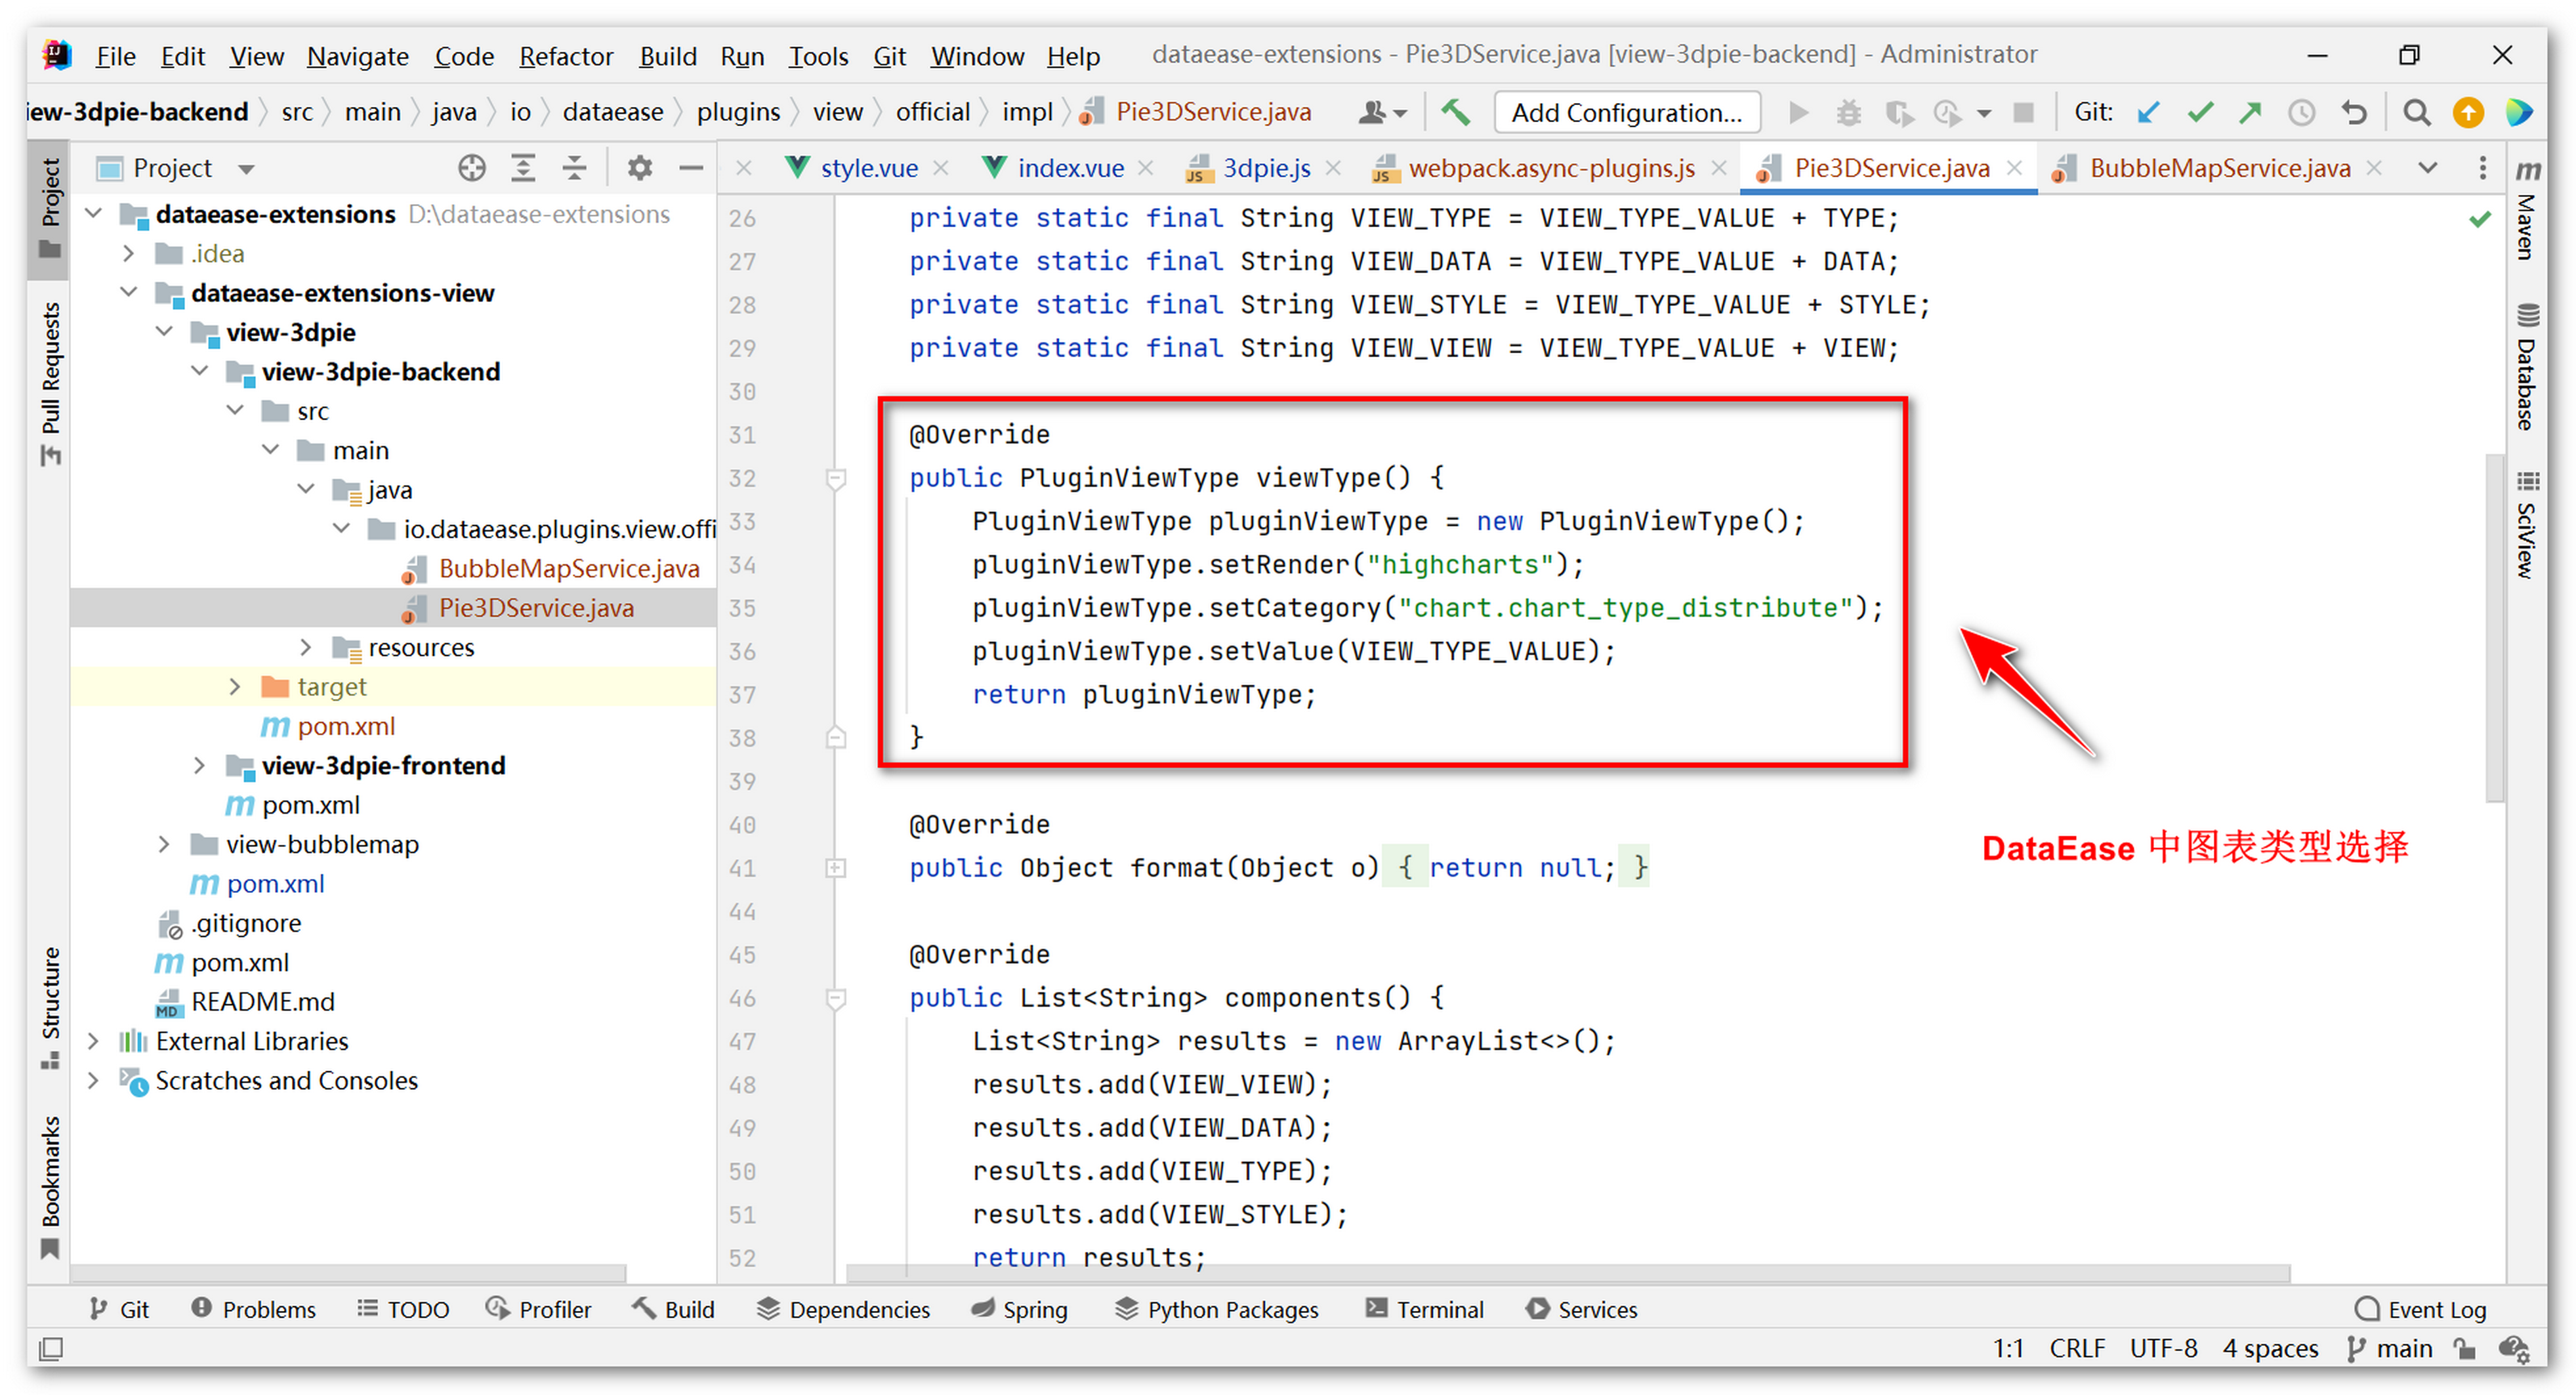 File Edit View Navigate Code Refactor Build Run Tools Git Window Help dataease-extensions - Pie3DService.java [view-3dpie-backend] - Administrator
iew-3dpie-backend src main java io dataease plugins view official impl Pie3DService.java Add Configuration... Git:
Project
style.vue index.vue 3dpie.js webpack.async-plugins.js Pie3DService.java BubbleMapService.java
Project
Pull Requests
Structure
Bookmarks
dataease-extensions D:\dataease-extensions
.idea
dataease-extensions-view
view-3dpie
view-3dpie-backend
src
main
java
io.dataease.plugins.view.offi
BubbleMapService.java
Pie3DService.java
resources
target
pom.xml
view-3dpie-frontend
pom.xml
view-bubblemap
pom.xml
.gitignore
pom.xml
README.md
External Libraries
Scratches and Consoles
26 private static final String VIEW_TYPE = VIEW_TYPE_VALUE + TYPE;
27 private static final String VIEW_DATA = VIEW_TYPE_VALUE + DATA;
28 private static final String VIEW_STYLE = VIEW_TYPE_VALUE + STYLE;
29 private static final String VIEW_VIEW = VIEW_TYPE_VALUE + VIEW;
30
31 @Override
32 public PluginViewType viewType() {
33 PluginViewType pluginViewType = new PluginViewType();
34 pluginViewType.setRender("highcharts");
35 pluginViewType.setCategory("chart.chart_type_distribute");
36 pluginViewType.setValue(VIEW_TYPE_VALUE);
37 return pluginViewType;
38 }
39
40 @Override
41 public Object format(Object o) { return null; }
44
45 @Override
46 public List<String> components() {
47 List<String> results = new ArrayList<>();
48 results.add(VIEW_VIEW);
49 results.add(VIEW_DATA);
50 results.add(VIEW_TYPE);
51 results.add(VIEW_STYLE);
52 return results;
DataEase 中图表类型选择
Maven
Database
SciView
Git Problems TODO Profiler Build Dependencies Spring Python Packages Terminal Services Event Log
1:1 CRLF UTF-8 4 spaces main